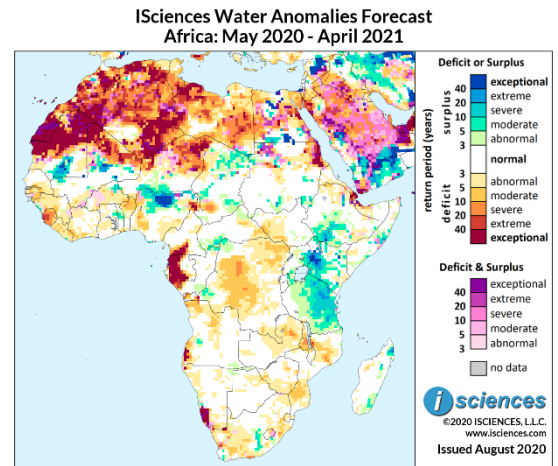 ISciences Water Anomalies Forecast
Africa: May 2020 - April 2021
Deficit or Surplus
exceptional
40
extreme
20
severe
10
moderate
5
abnormal
3
normal
3
abnormal
5
moderate
10
severe
20
extreme
40
exceptional
return period (years)
surplus
deficit
Deficit & Surplus
exceptional
40
extreme
20
severe
10
moderate
5
abnormal
3
no data
i sciences
©2020 ISCIENCES, L.L.C.
www.isciences.com
Issued August 2020